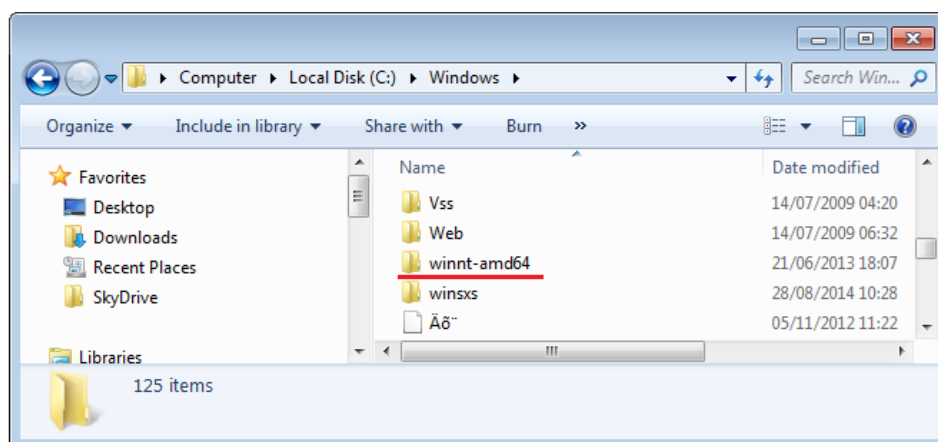 Computer Local Disk (C:) Windows Search Win...
Organize Include in library Share with Burn »
Favorites
Desktop
Downloads
Recent Places
SkyDrive
Libraries
Name Date modified
Vss 14/07/2009 04:20
Web 14/07/2009 06:32
winnt-amd64 21/06/2013 18:07
winsxs 28/08/2014 10:28
Äõ¨ 05/11/2012 11:22
125 items